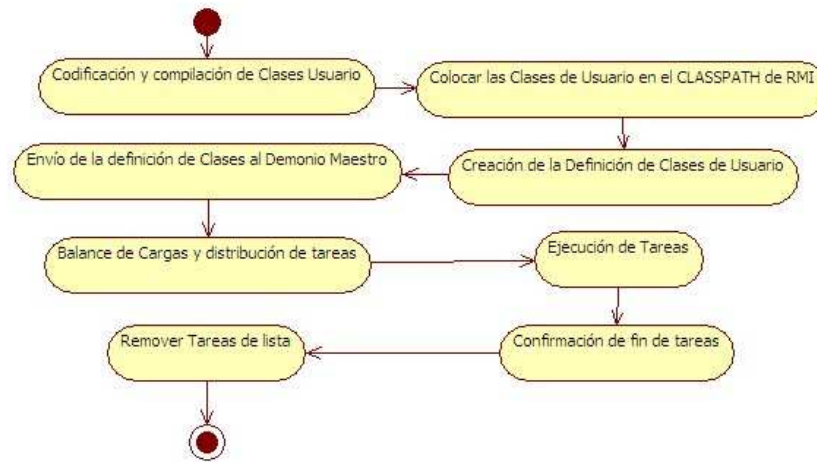 Codificación y compilación de Clases Usuario
Colocar las Clases de Usuario en el CLASSPATH de RMI
Creación de la Definición de Clases de Usuario
Envío de la definición de Clases al Demonio Maestro
Balance de Cargas y distribución de tareas
Ejecución de Tareas
Confirmación de fin de tareas
Remover Tareas de lista